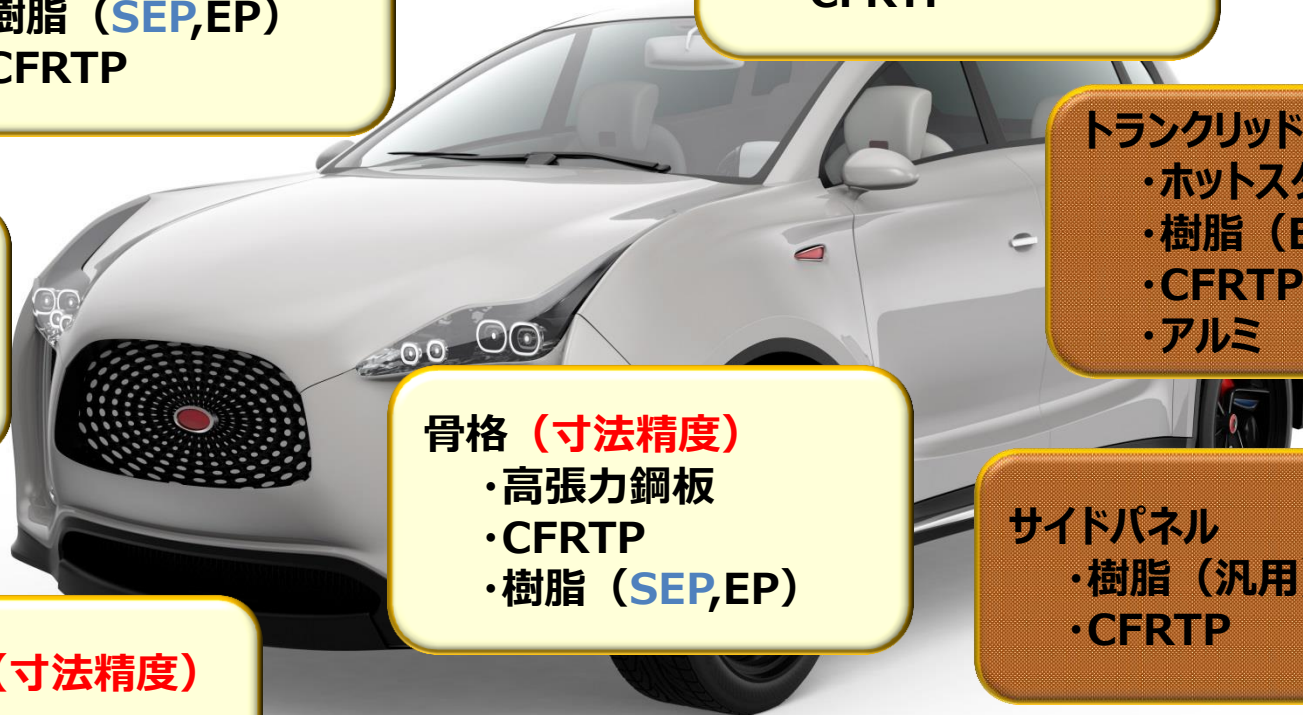 樹脂（SEP,EP）
CFRTP
CFRTP
トランクリッド
・ホットスタ
・樹脂（E
・CFRTP
・アルミ
骨格（寸法精度）
・高張力鋼板
・CFRTP
・樹脂（SEP,EP）
サイドパネル
・樹脂（汎用
・CFRTP
（寸法精度）